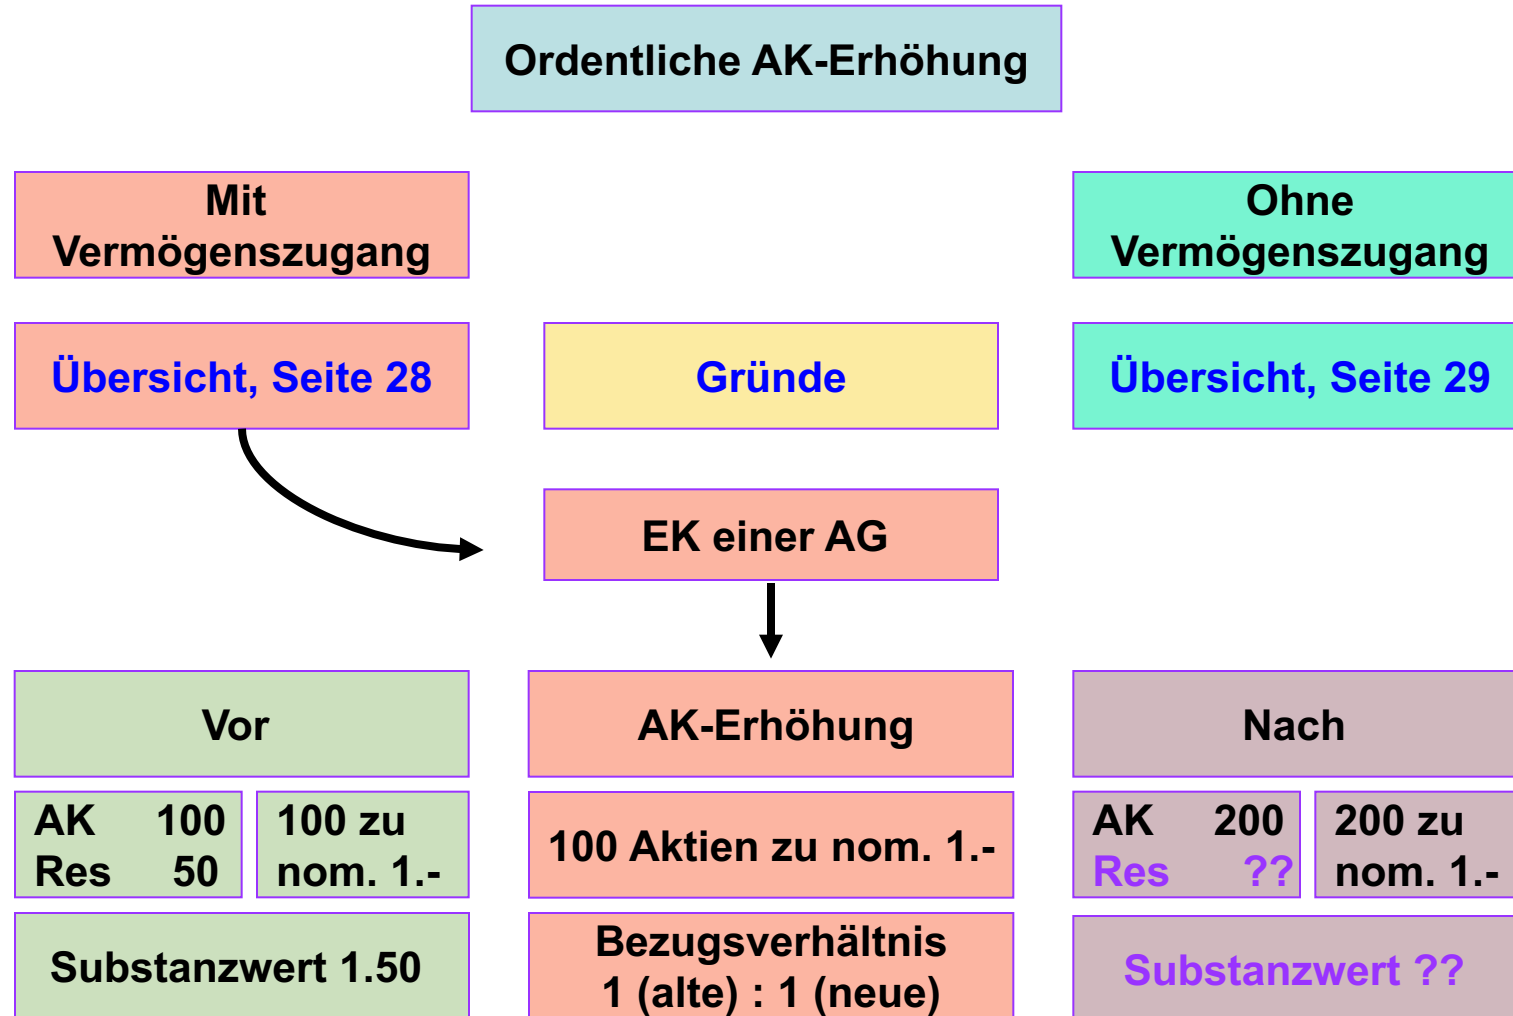 Ordentliche AK-Erhöhung
Mit
Vermögenszugang
Ohne
Vermögenszugang
Übersicht, Seite 28
Gründe
Übersicht, Seite 29
EK einer AG
Vor
AK-Erhöhung
Nach
AK 100
Res 50
100 zu
nom. 1.-
100 Aktien zu nom. 1.-
AK 200
Res ??
200 zu
nom. 1.-
Substanzwert 1.50
Bezugsverhältnis
1 (alte) : 1 (neue)
Substanzwert ??